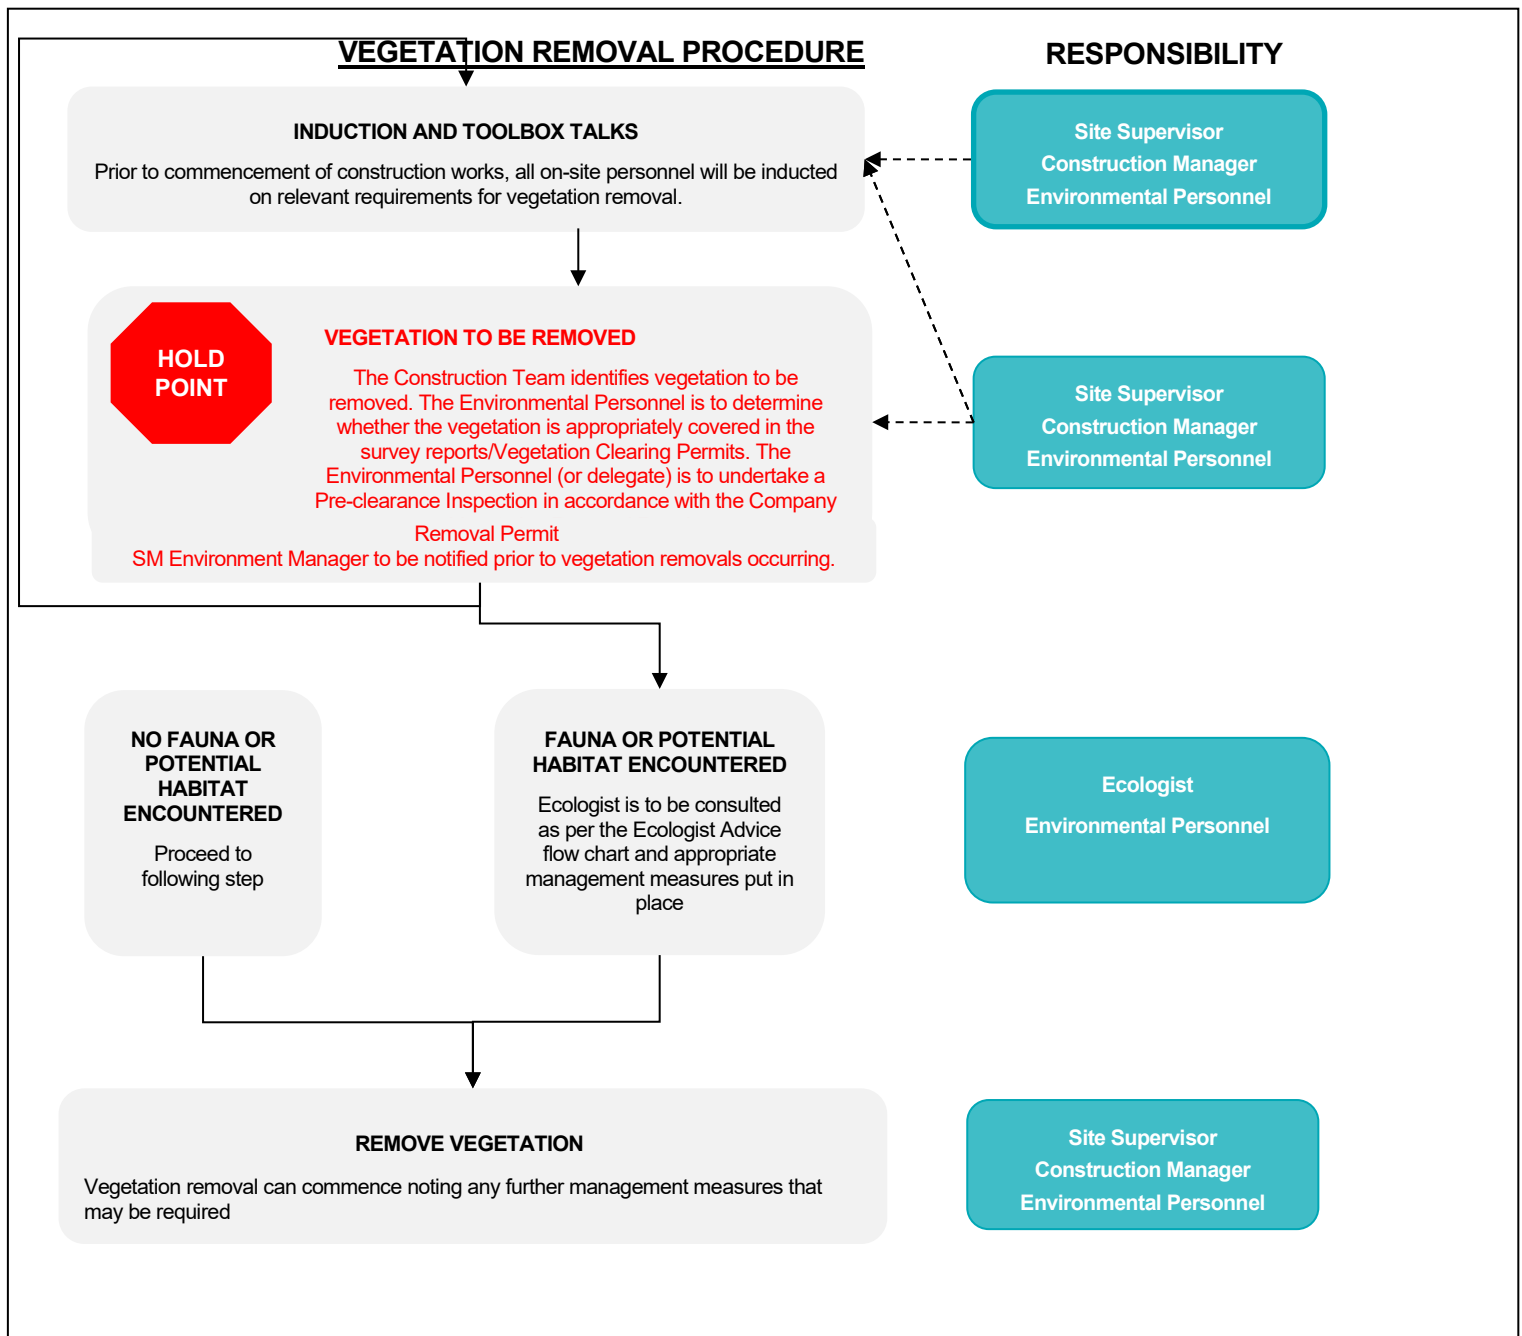 VEGETATION REMOVAL PROCEDURE
RESPONSIBILITY
INDUCTION AND TOOLBOX TALKS
Prior to commencement of construction works, all on-site personnel will be inducted
on relevant requirements for vegetation removal.
Site Supervisor
Construction Manager
Environmental Personnel
HOLD
POINT
VEGETATION TO BE REMOVED
The Construction Team identifies vegetation to be
removed. The Environmental Personnel is to determine
whether the vegetation is appropriately covered in the
survey reports/Vegetation Clearing Permits. The
Environmental Personnel (or delegate) is to undertake a
Pre-clearance Inspection in accordance with the Company
Removal Permit
SM Environment Manager to be notified prior to vegetation removals occurring.
Site Supervisor
Construction Manager
Environmental Personnel
NO FAUNA OR
POTENTIAL
HABITAT
ENCOUNTERED
Proceed to
following step
FAUNA OR POTENTIAL
HABITAT ENCOUNTERED
Ecologist is to be consulted
as per the Ecologist Advice
flow chart and appropriate
management measures put in
place
Ecologist
Environmental Personnel
REMOVE VEGETATION
Vegetation removal can commence noting any further management measures that
may be required
Site Supervisor
Construction Manager
Environmental Personnel